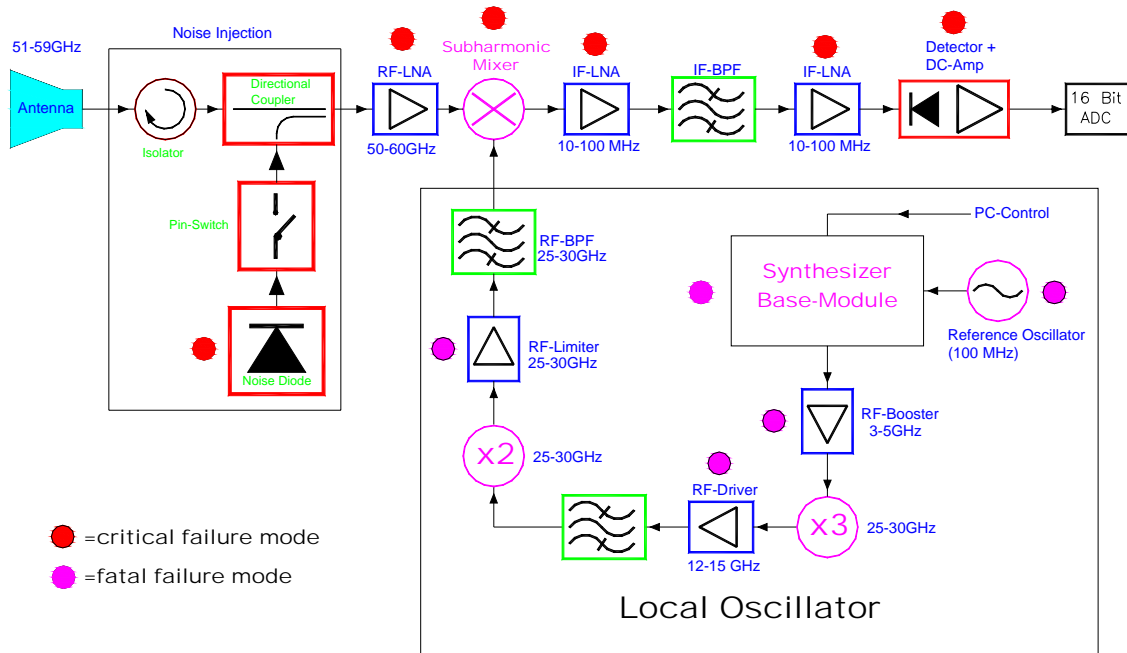 51-59GHz
Antenna
Noise Injection
Isolator
Directional
Coupler
Pin-Switch
Noise Diode
RF-LNA
50-60GHz
Subharmonic
Mixer
IF-LNA
10-100 MHz
IF-BPF
IF-LNA
10-100 MHz
Detector +
DC-Amp
16 Bit
ADC
RF-BPF
25-30GHz
RF-Limiter
25-30GHz
x2
25-30GHz
PC-Control
Synthesizer
Base-Module
Reference Oscillator
(100 MHz)
RF-Booster
3-5GHz
RF-Driver
12-15 GHz
x3
25-30GHz
Local Oscillator
=critical failure mode
=fatal failure mode